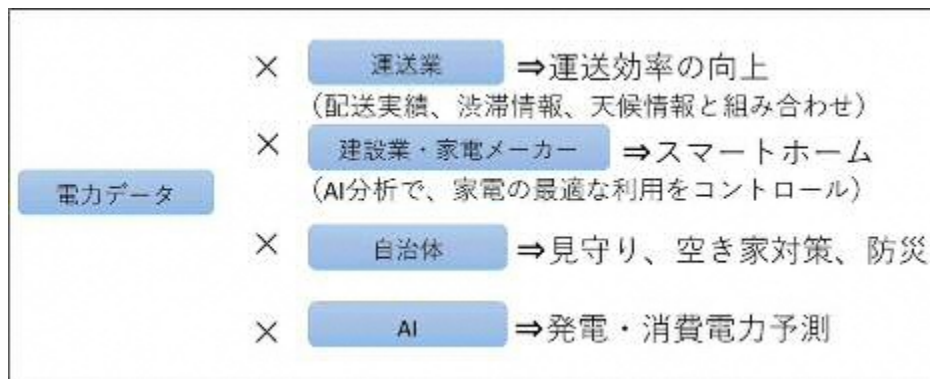 × 運送業 ⇒運送効率の向上
（配送実績、渋滞情報、天候情報と組み合わせ）
× 建設業・家電メーカー ⇒スマートホーム
電力データ
（AI分析で、家電の最適な利用をコントロール）
× 自治体 ⇒見守り、空き家対策、防災
× AI ⇒発電・消費電力予測